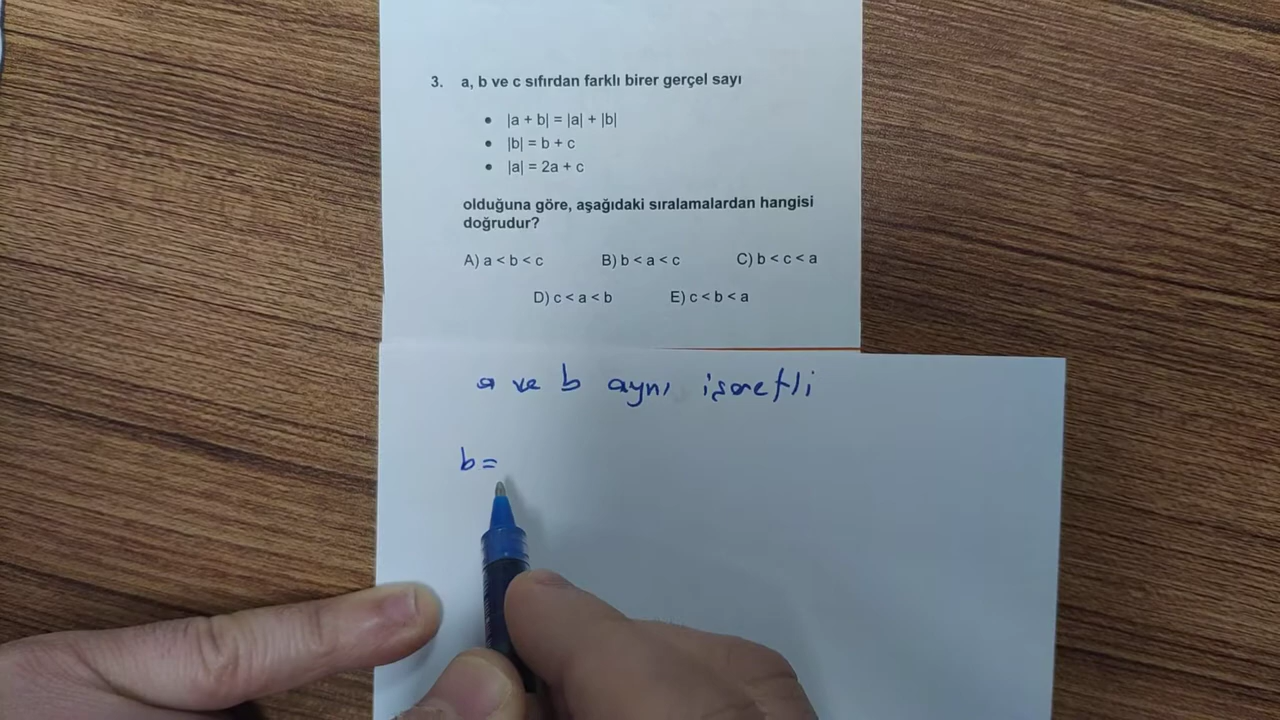 3. a, b ve c sıfırdan farklı birer gerçel sayı
• |a + b| = |a| + |b|
• |b| = b + c
• |a| = 2a + c
olduğuna göre, aşağıdaki sıralamalardan hangisi
doğrudur?
A) a < b < c B) b < a < c C) b < c < a
D) c < a < b E) c < b < a
a ve b aynı işaretli
b =